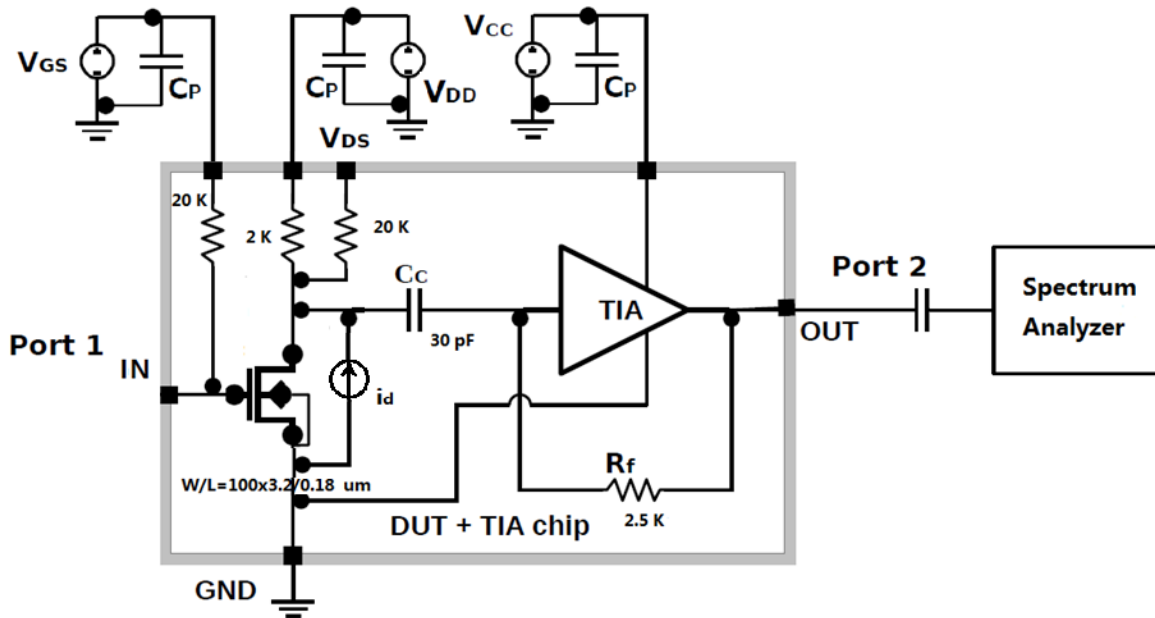 VGS
CP
CP
VDD
VCC
CP
VDS
20 K
2 K
20 K
CC
30 pF
TIA
Port 1
IN
id
Port 2
OUT
Spectrum
Analyzer
W/L=100x3.2/0.18 um
Rf
2.5 K
DUT + TIA chip
GND